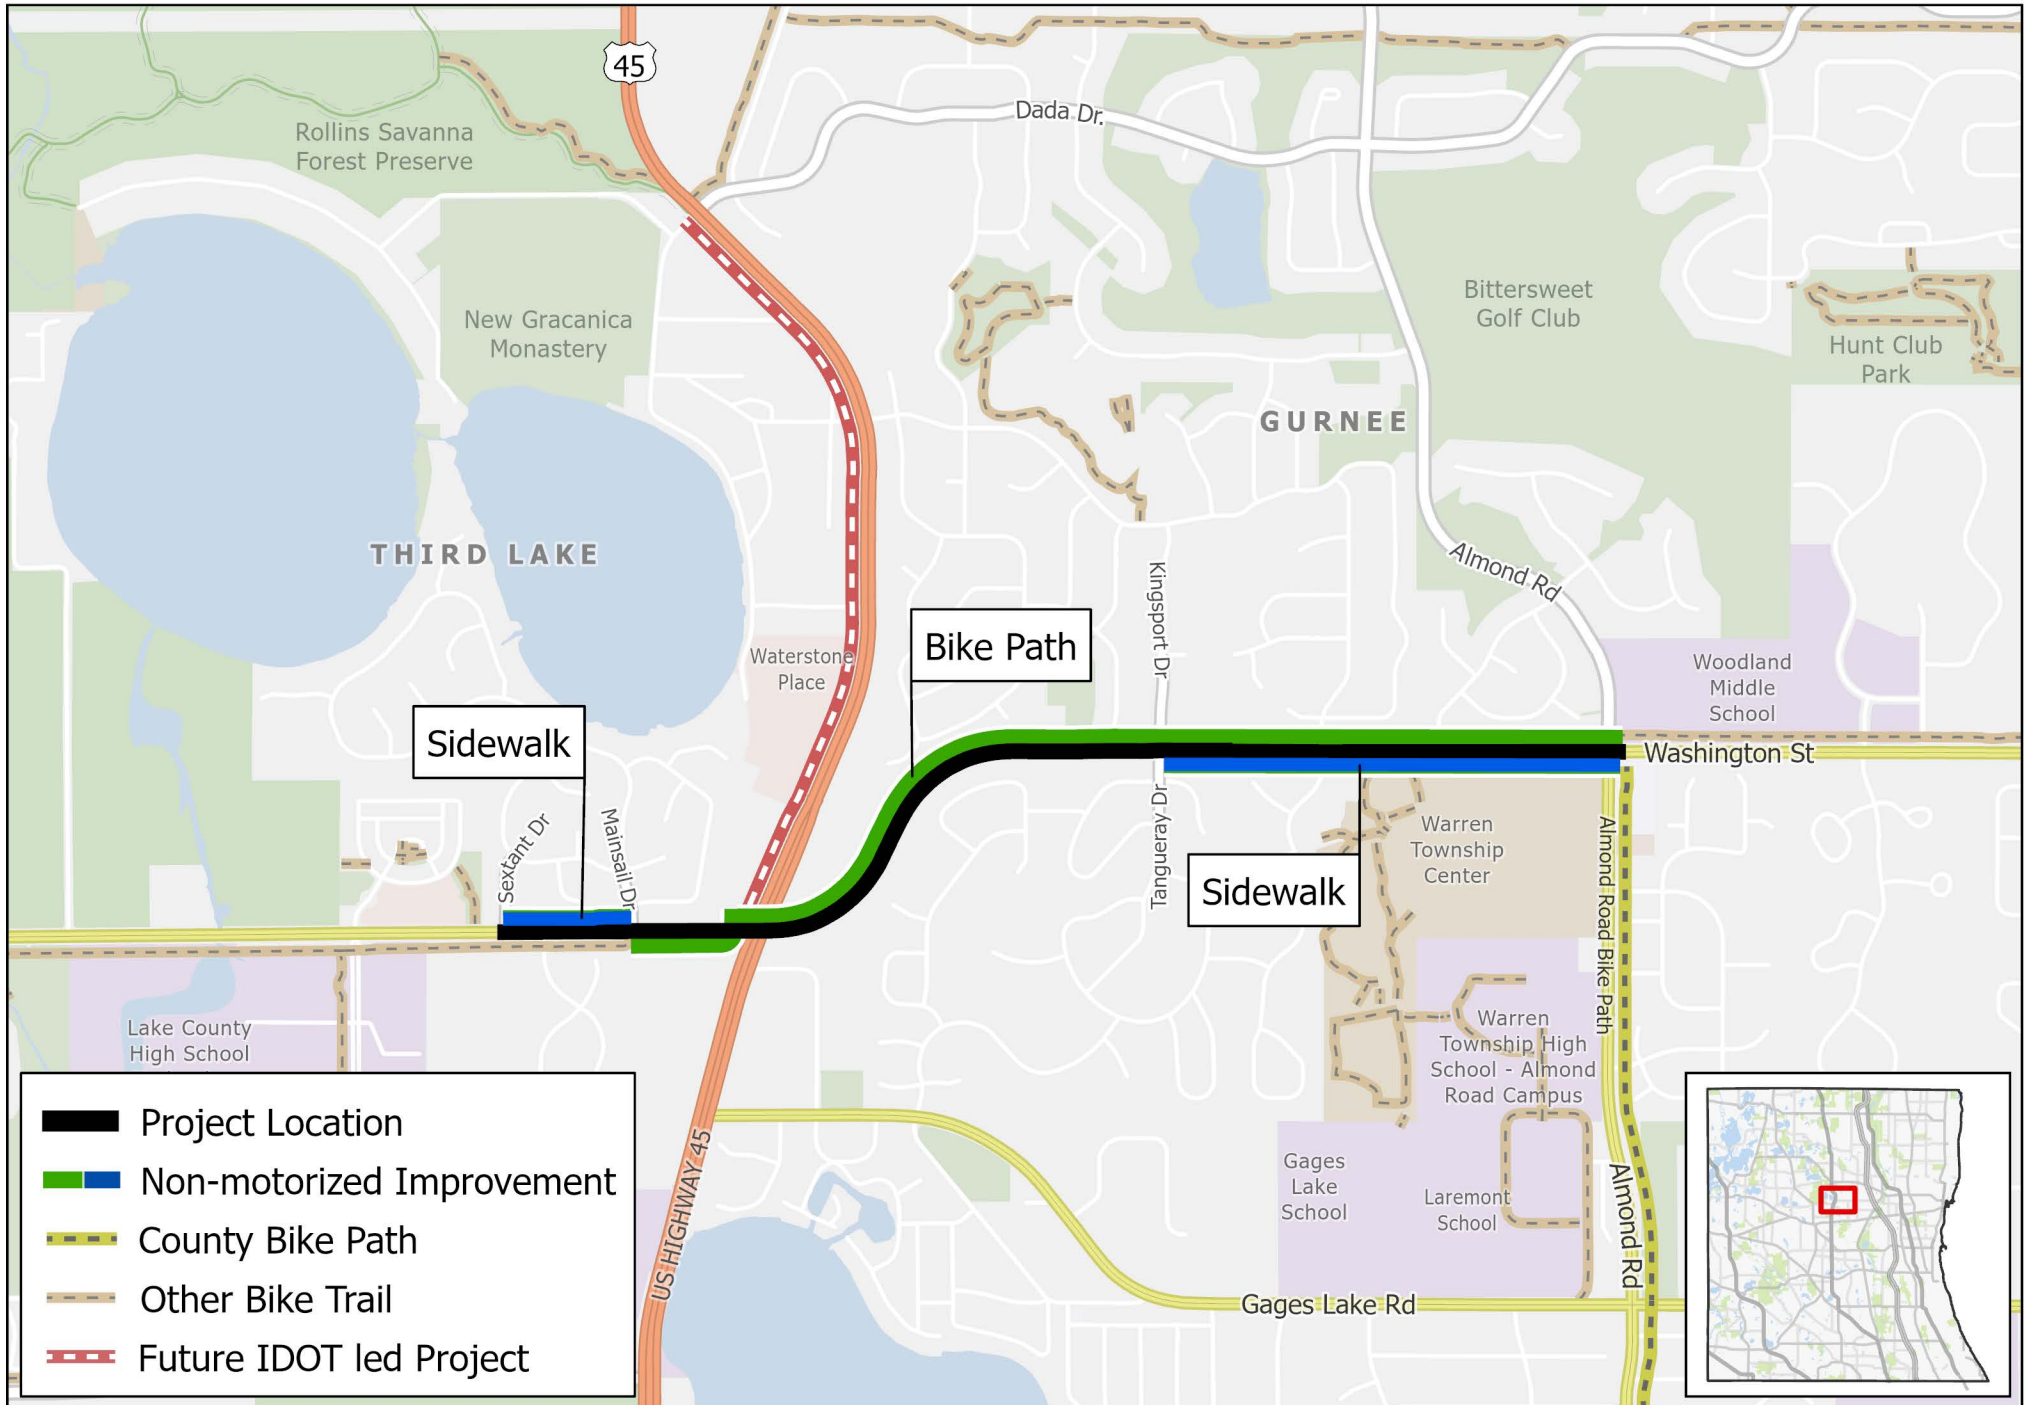 45
Dada Dr.
Rollins Savanna
Forest Preserve
New Gracanica
Monastery
Bittersweet
Golf Club
Hunt Club
Park
GURNEE
THIRD LAKE
Almond Rd
Kingsport Dr
Bike Path
Waterstone
Place
Woodland
Middle
School
Sidewalk
Washington St
Sextant Dr
Mainsail Dr
Tangueray Dr
Warren
Township
Center
Almond Road Bike Path
Sidewalk
Lake County
High School
Warren
Township High
School - Almond
Road Campus
Gages
Lake
School
Laremont
School
Almond Rd
US HIGHWAY 45
Gages Lake Rd
Project Location
Non-motorized Improvement
County Bike Path
Other Bike Trail
Future IDOT led Project